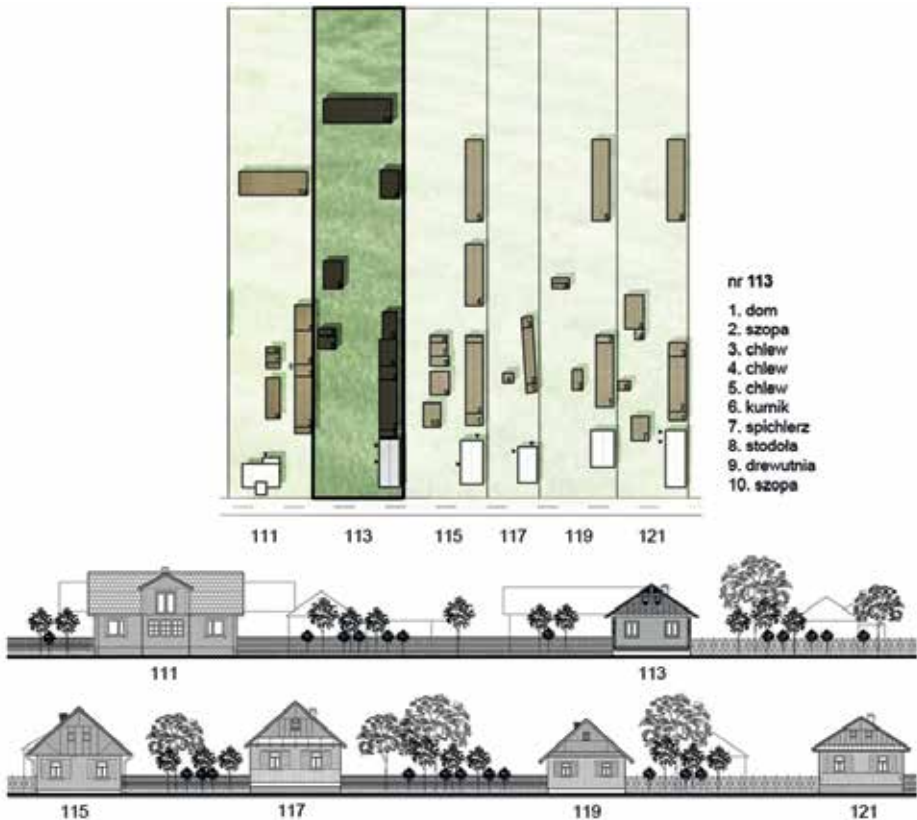 nr 113
1. dom
2. szopa
3. chlew
4. chlew
5. chlew
6. kurnik
7. spichlerz
8. stodoła
9. drewutnia
10. szopa
111 113 115 117 119 121
111 113
115 117 119 121